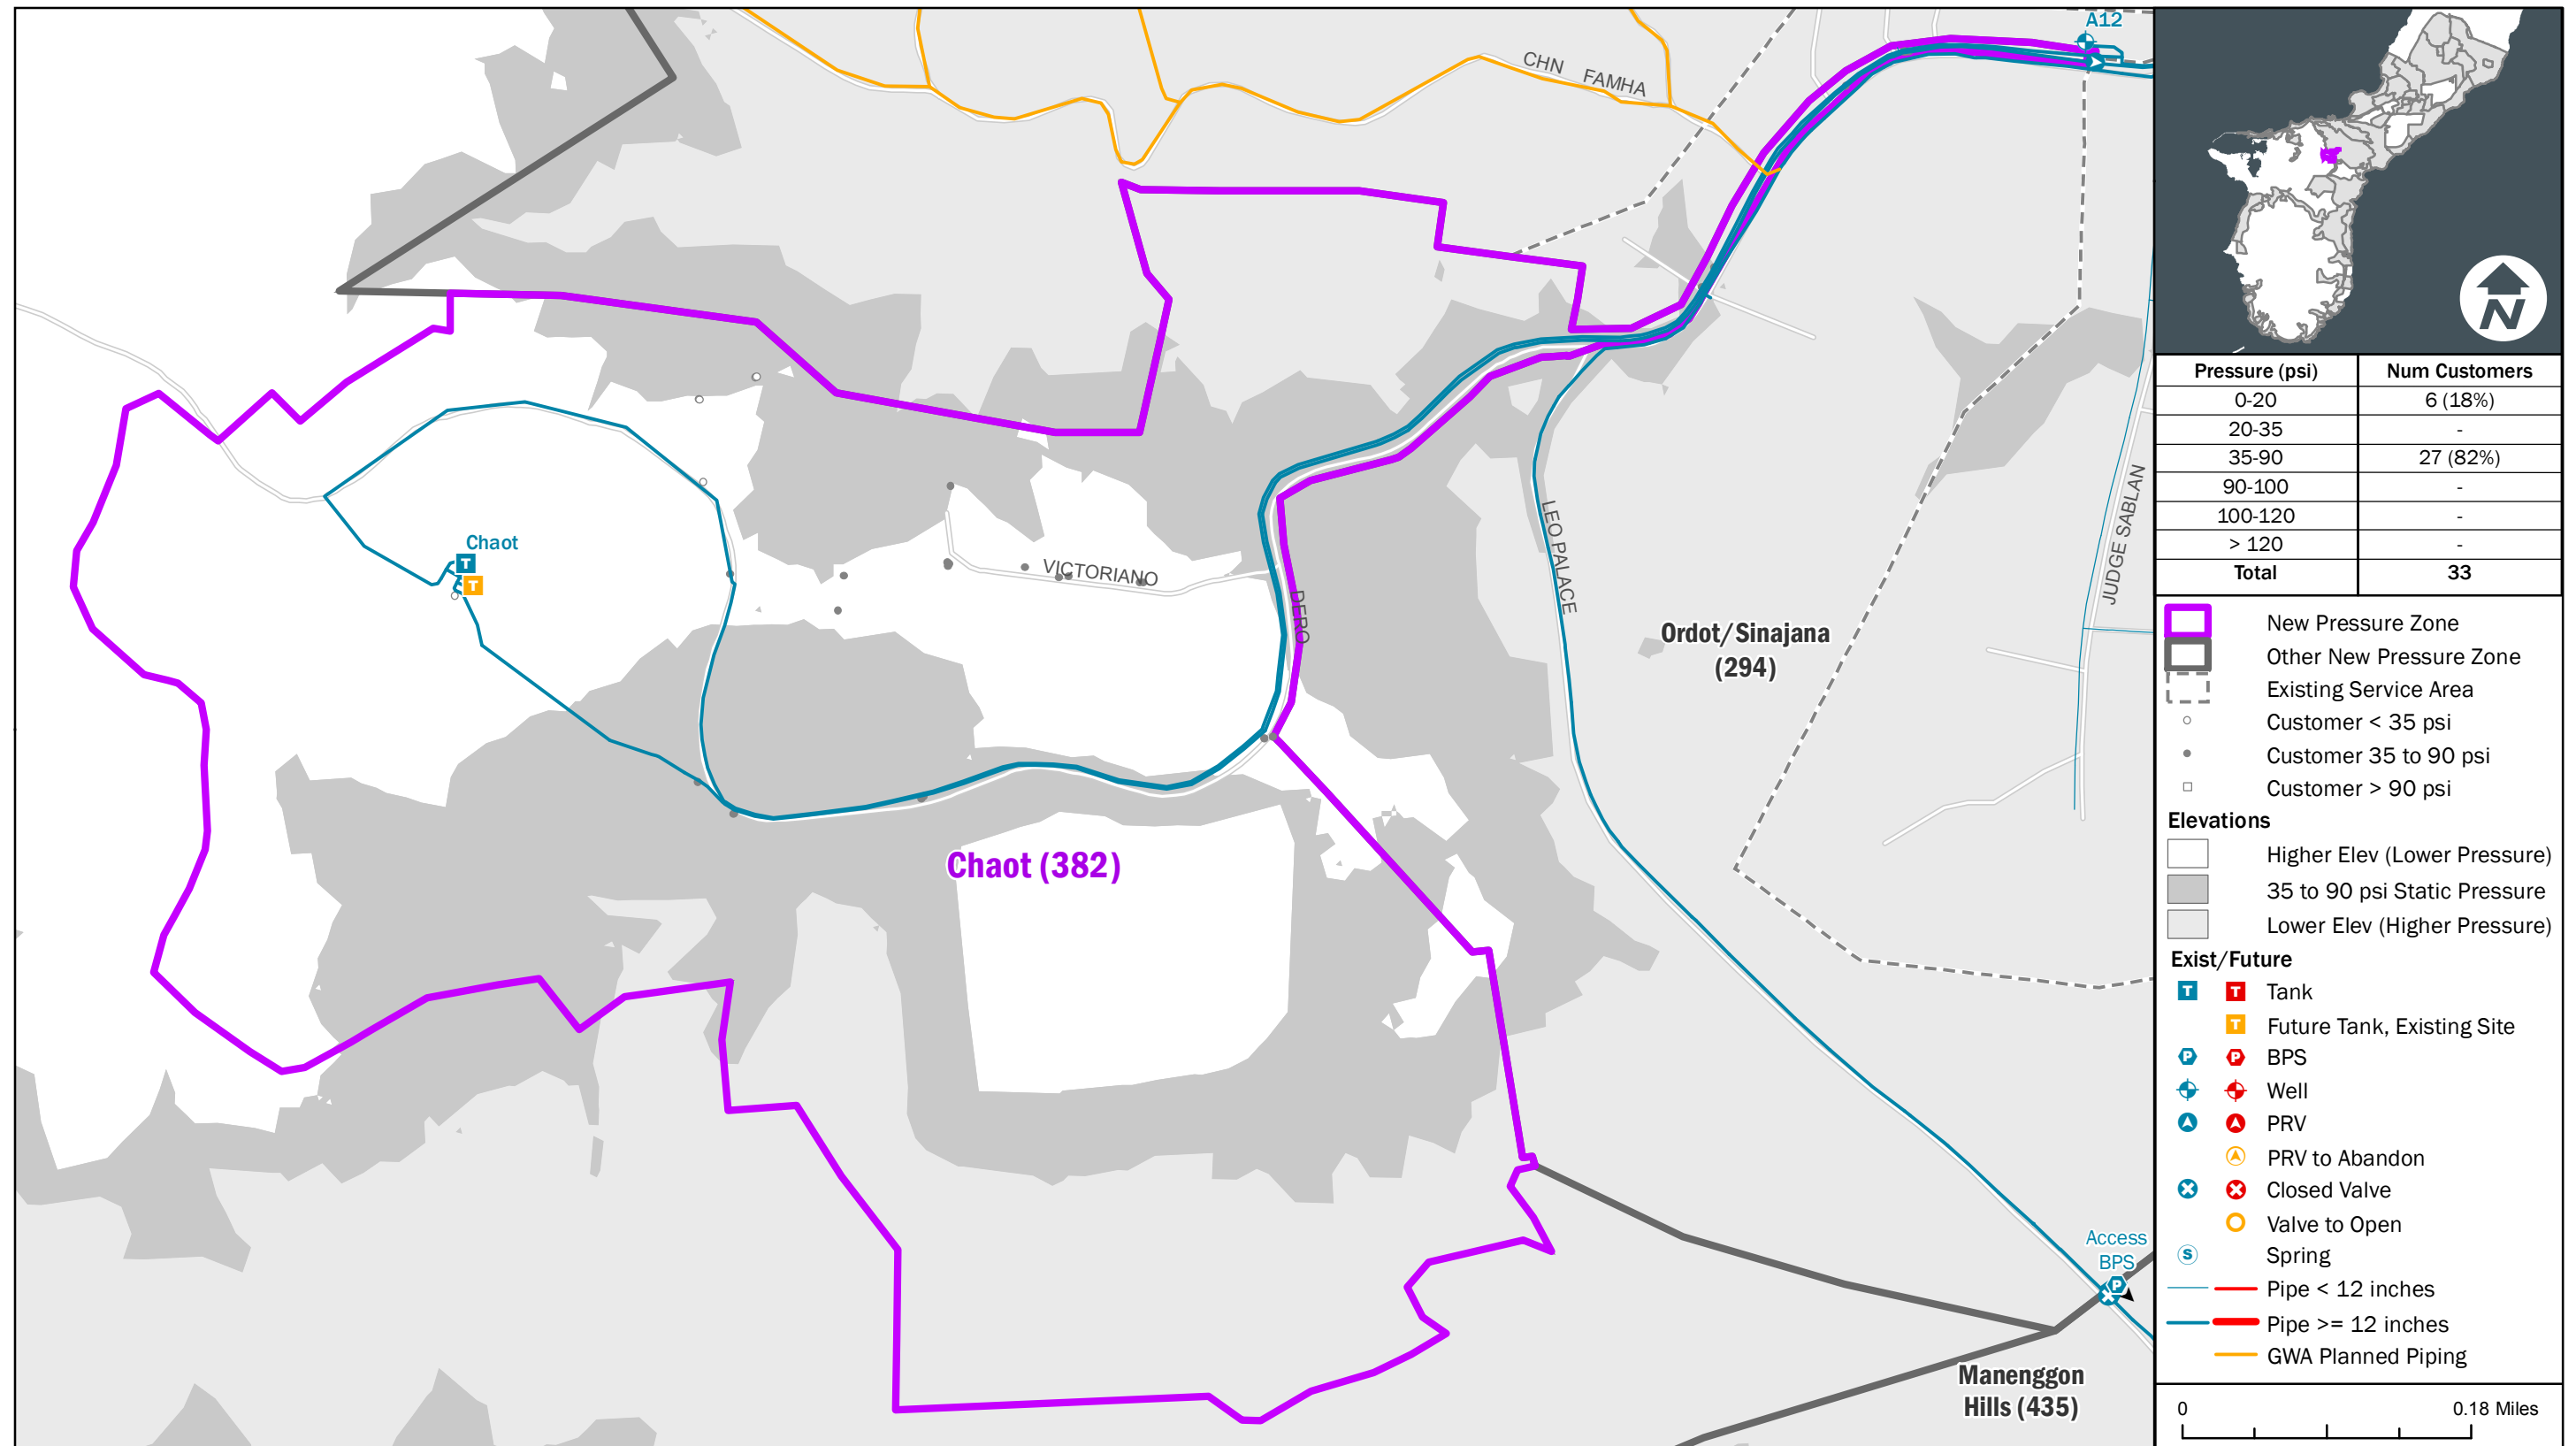 A12
CHN FAMHA
Chaot
VICTORIANO
DERO
LEO PALACE
JUDGE SABLAN
Ordot/Sinajana
(294)
Chaot (382)
Access
BPS
Manenggon
Hills (435)
N
Pressure (psi) Num Customers
0-20 6 (18%)
20-35 -
35-90 27 (82%)
90-100 -
100-120 -
> 120 -
Total 33
New Pressure Zone
Other New Pressure Zone
Existing Service Area
Customer < 35 psi
Customer 35 to 90 psi
Customer > 90 psi
Elevations
Higher Elev (Lower Pressure)
35 to 90 psi Static Pressure
Lower Elev (Higher Pressure)
Exist/Future
T T Tank
T Future Tank, Existing Site
P P BPS
Well
PRV
PRV to Abandon
Closed Valve
Valve to Open
S Spring
Pipe < 12 inches
Pipe >= 12 inches
GWA Planned Piping
0 0.18 Miles